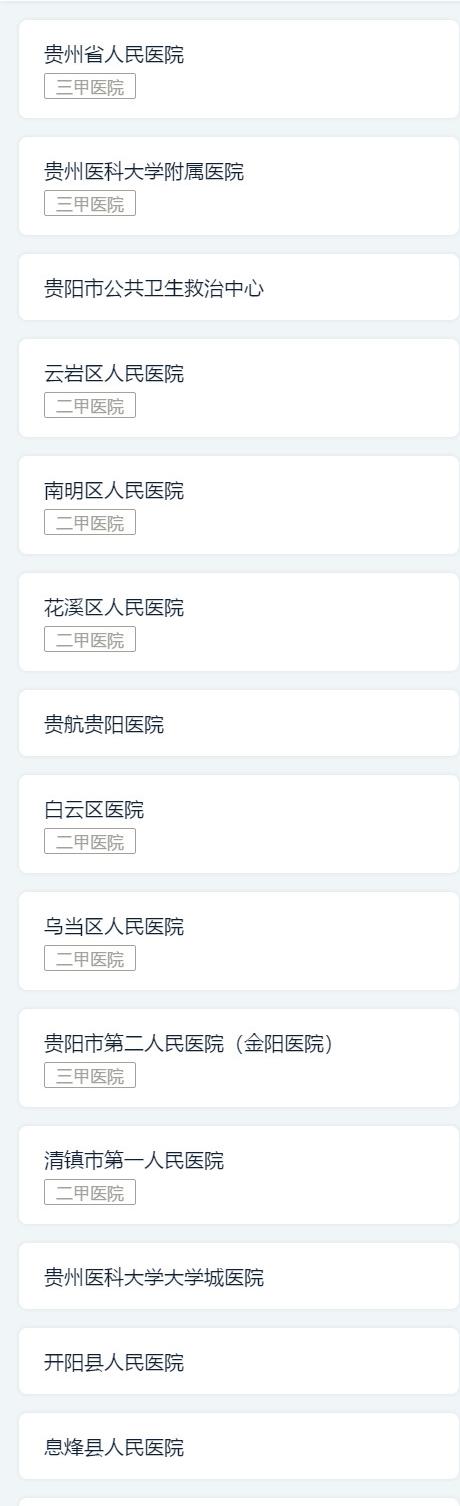 贵州省人民医院
三甲医院
贵州医科大学附属医院
三甲医院
贵阳市公共卫生救治中心
云岩区人民医院
二甲医院
南明区人民医院
二甲医院
花溪区人民医院
二甲医院
贵航贵阳医院
白云区医院
二甲医院
乌当区人民医院
二甲医院
贵阳市第二人民医院（金阳医院）
三甲医院
清镇市第一人民医院
二甲医院
贵州医科大学大学城医院
开阳县人民医院
息烽县人民医院